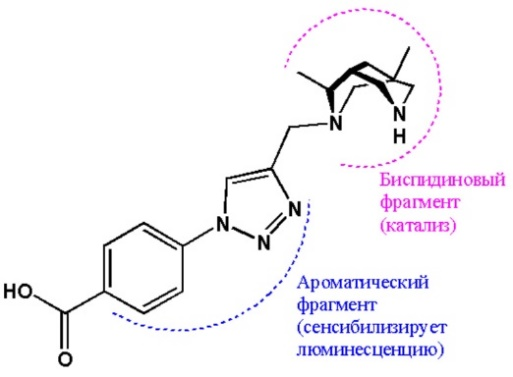 N
N
H
Биспидиновый
фрагмент
(катализ)
N
N
N
Ароматический
фрагмент
(сенсибилизирует
люминесценцию)
HO
O